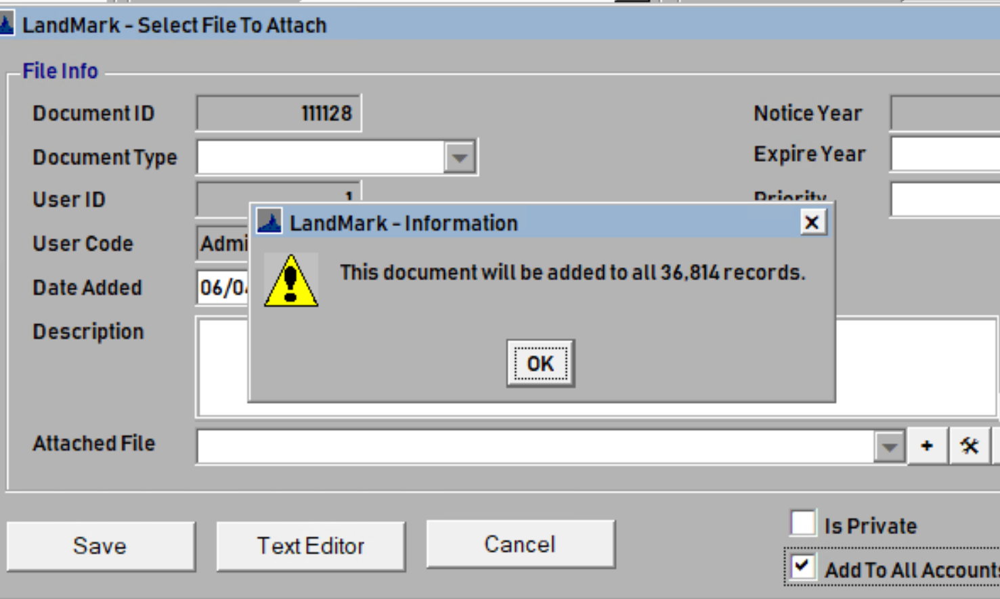 LandMark - Select File To Attach
File Info
Document ID 111128
Notice Year
Document Type
Expire Year
User ID 1
Priority
LandMark - Information
User Code Admi
This document will be added to all 36,814 records.
Date Added 06/0
Description
OK
Attached File
+
Is Private
Save Text Editor Cancel
Add To All Accounts